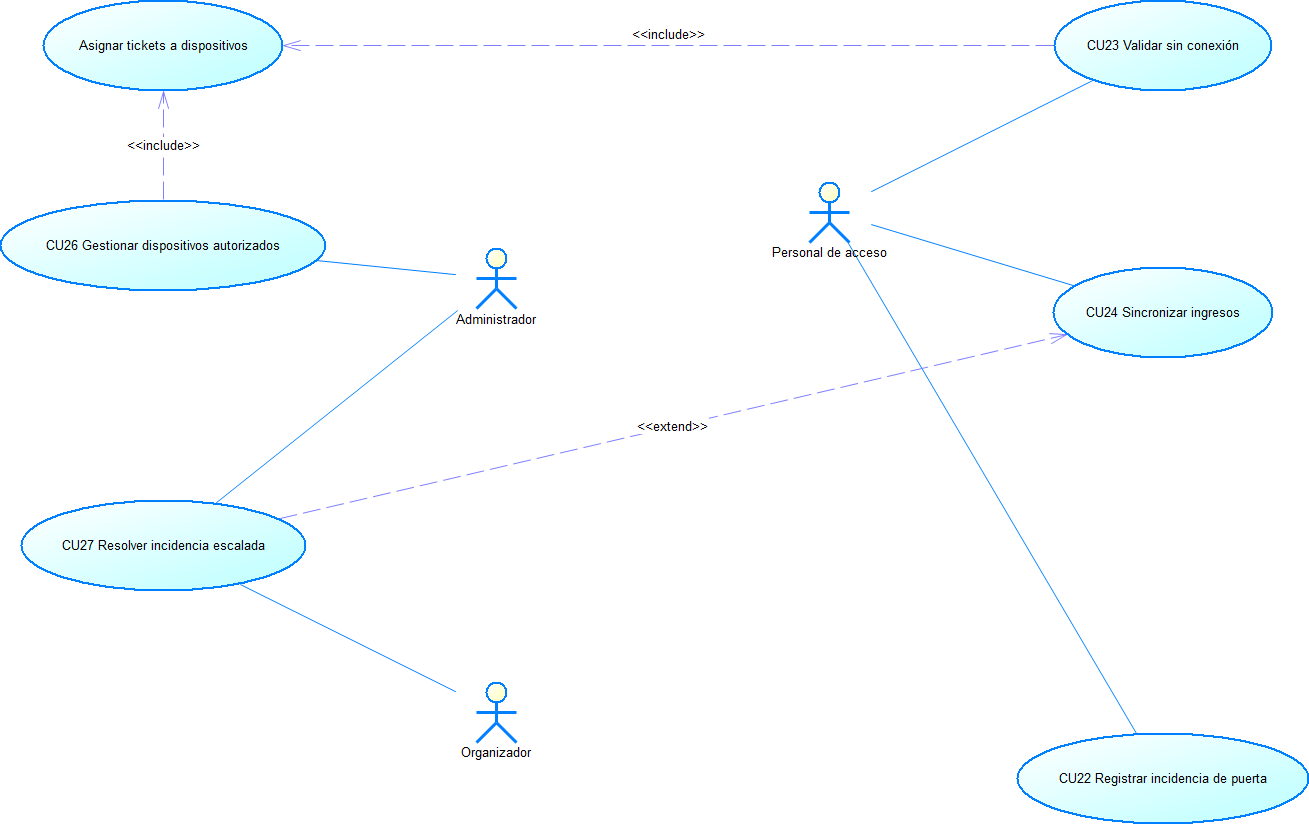 <<include>>
Asignar tickets a dispositivos
CU23 Validar sin conexión
<<include>>
CU26 Gestionar dispositivos autorizados
Personal de acceso
Administrador
CU24 Sincronizar ingresos
<<extend>>
CU27 Resolver incidencia escalada
Organizador
CU22 Registrar incidencia de puerta